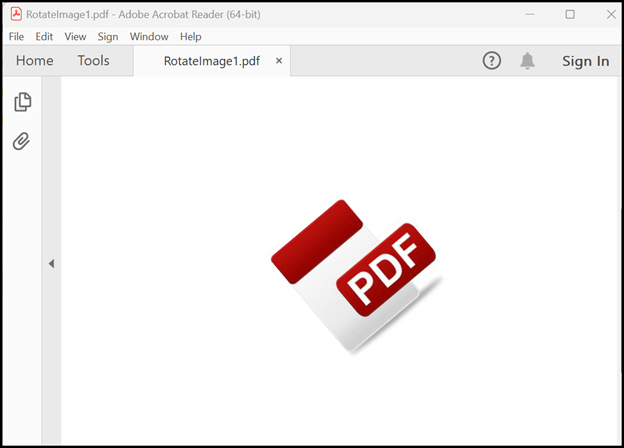 RotateImage1.pdf - Adobe Acrobat Reader (64-bit)
File Edit View Sign Window Help
Home Tools RotateImage1.pdf × ? Sign In
PDF